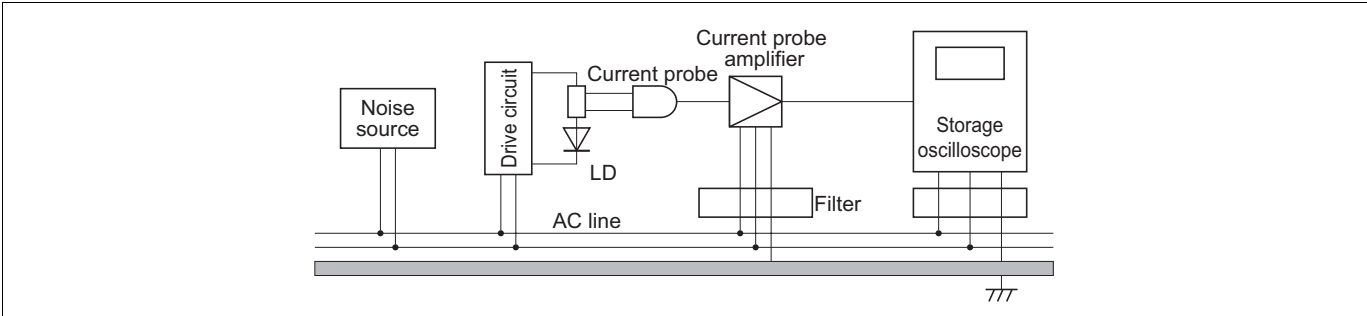 Current probe
amplifier
Current probe
Noise
source
Drive circuit
Storage
oscilloscope
LD
Filter
AC line